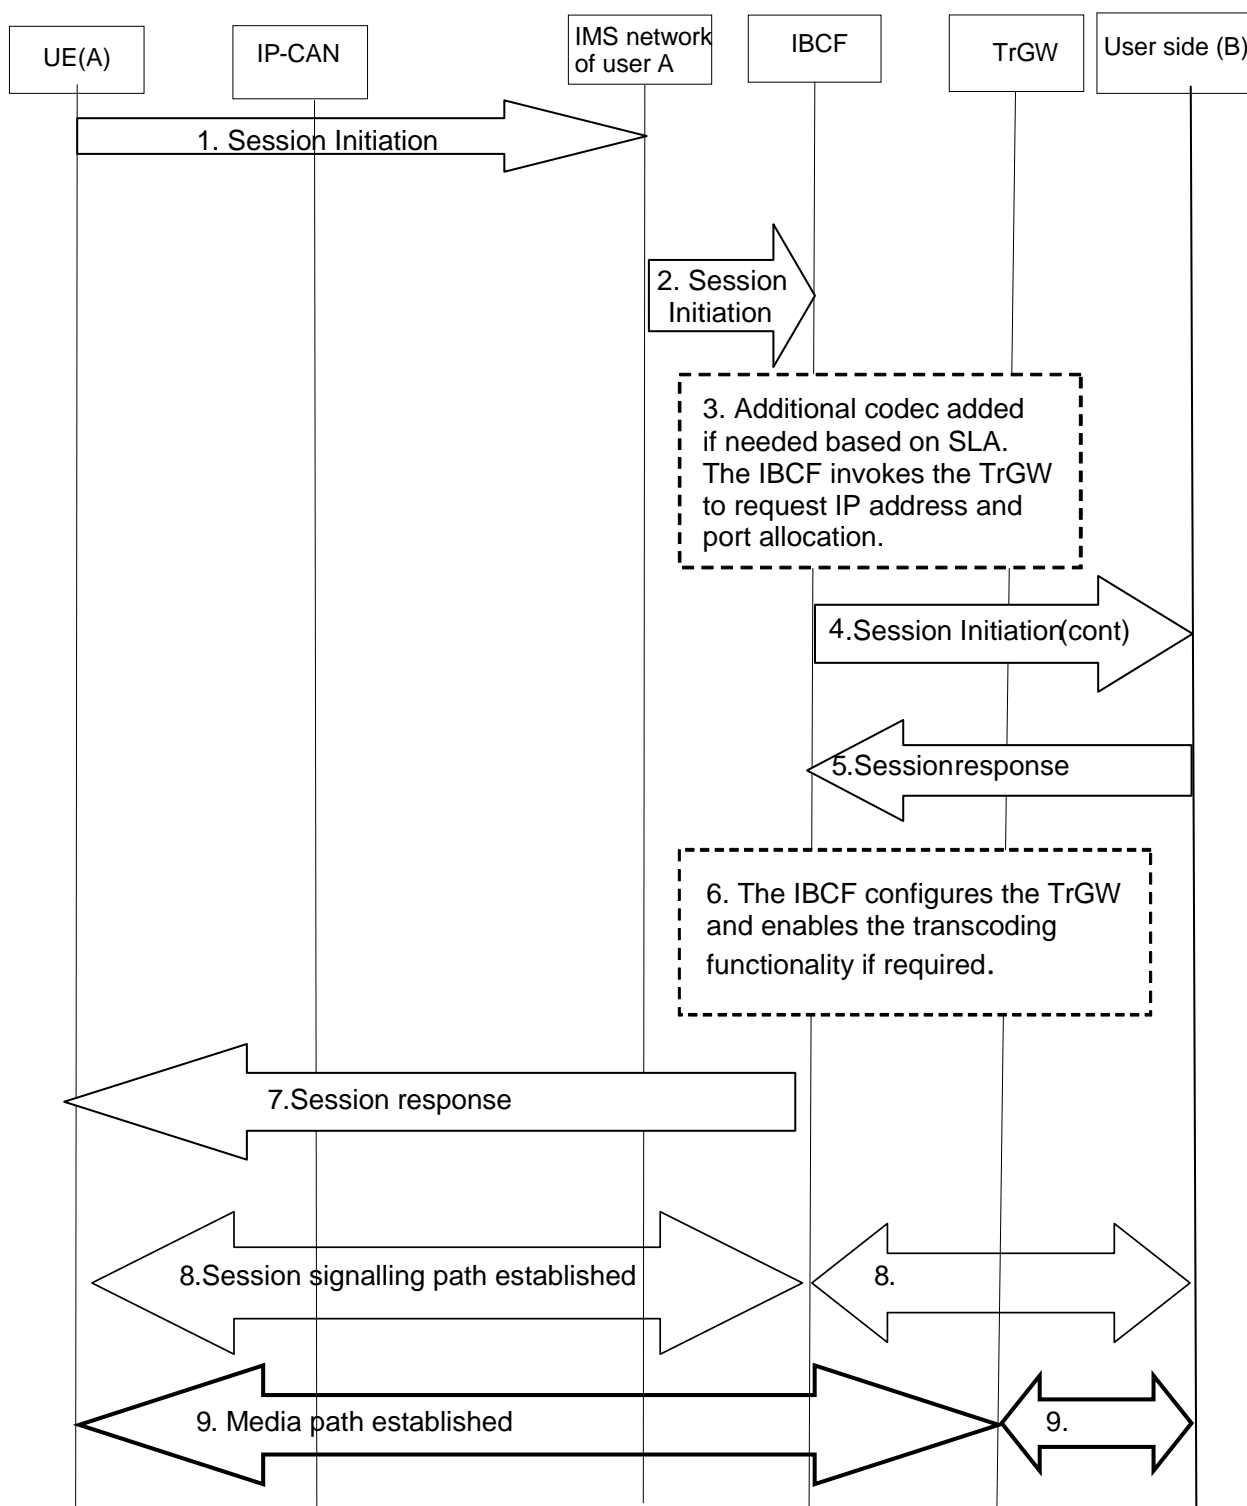 UE(A)
IP-CAN
IMS network
of user A
IBCF
TrGW
User side (B)
1. Session Initiation
2. Session
Initiation
3. Additional codec added
if needed based on SLA.
The IBCF invokes the TrGW
to request IP address and
port allocation.
4.Session Initiation(cont)
5.Sessionresponse
6. The IBCF configures the TrGW
and enables the transcoding
functionality if required.
7.Session response
8.Session signalling path established
8.
9. Media path established
9.